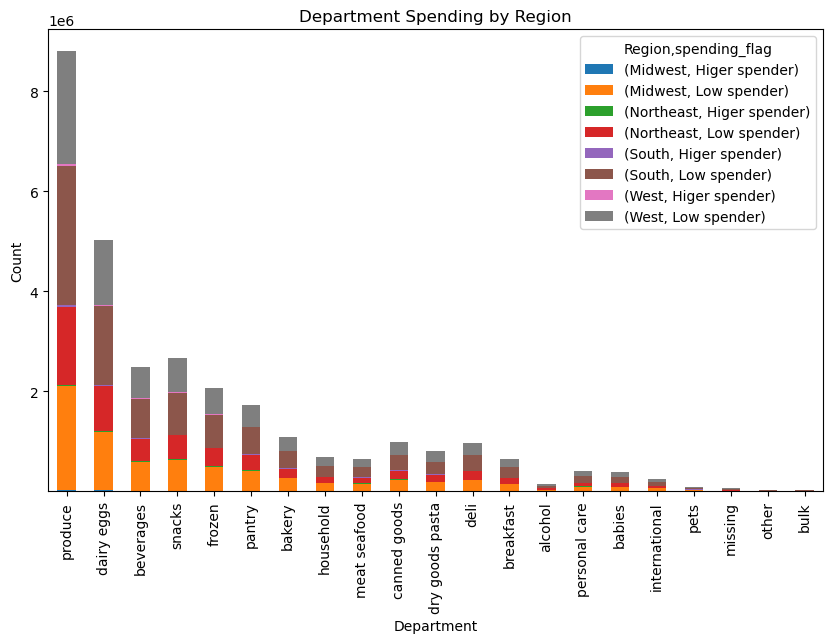 Department Spending by Region
1e6
8
6
4
2
Count
Region,spending_flag
(Midwest, Higer spender)
(Midwest, Low spender)
(Northeast, Higer spender)
(Northeast, Low spender)
(South, Higer spender)
(South, Low spender)
(West, Higer spender)
(West, Low spender)
produce
dairy eggs
beverages
snacks
frozen
pantry
bakery
household
meat seafood
canned goods
dry goods pasta
deli
breakfast
alcohol
personal care
babies
international
pets
missing
other
bulk
Department